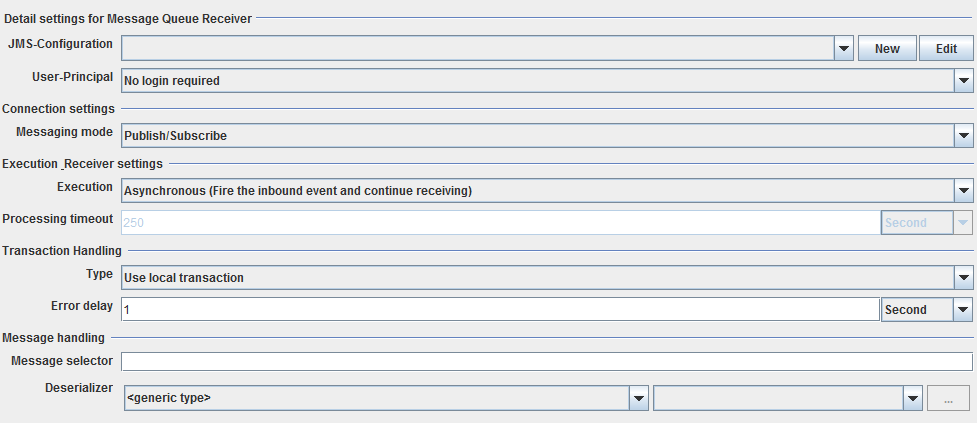 Detail settings for Message Queue Receiver
JMS-Configuration New Edit
User-Principal No login required
Connection settings
Messaging mode Publish/Subscribe
Execution_Receiver settings
Execution Asynchronous (Fire the inbound event and continue receiving)
Processing timeout 250 Second
Transaction Handling
Type Use local transaction
Error delay 1 Second
Message handling
Message selector
Deserializer <generic type> ...